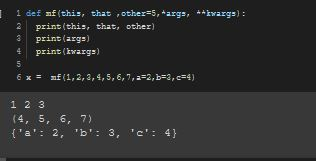 1 def mf(this, that ,other=5,*args, **kwargs):
2 print(this, that, other)
3 print(args)
4 print(kwargs)
5
6 x = mf(1,2,3,4,5,6,7,a=2,b=3,c=4)
1 2 3
(4, 5, 6, 7)
{'a': 2, 'b': 3, 'c': 4}